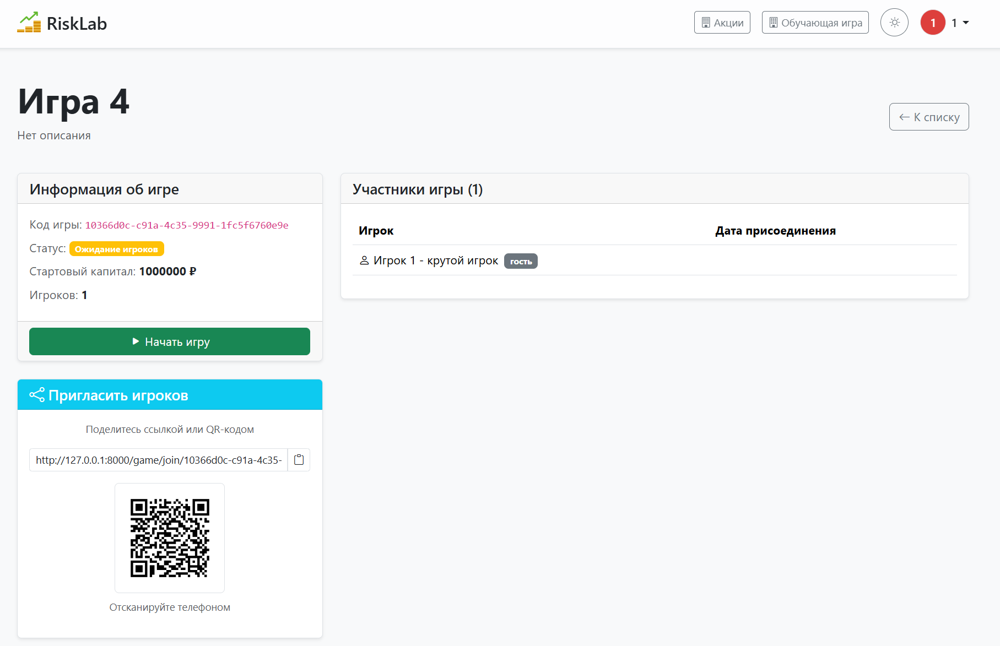 RiskLab
Акции
Обучающая игра
1
1
Игра 4
Нет описания
← К списку
Информация об игре
Код игры: 10366d0c-c91a-4c35-9991-1fc5f6760e9e
Статус: Ожидание игроков
Стартовый капитал: 1000000 ₽
Игроков: 1
Начать игру
Пригласить игроков
Поделитесь ссылкой или QR-кодом
http://127.0.0.1:8000/game/join/10366d0c-c91a-4c35-
Отсканируйте телефоном
Участники игры (1)
Игрок Дата присоединения
Игрок 1 - крутой игрок гость